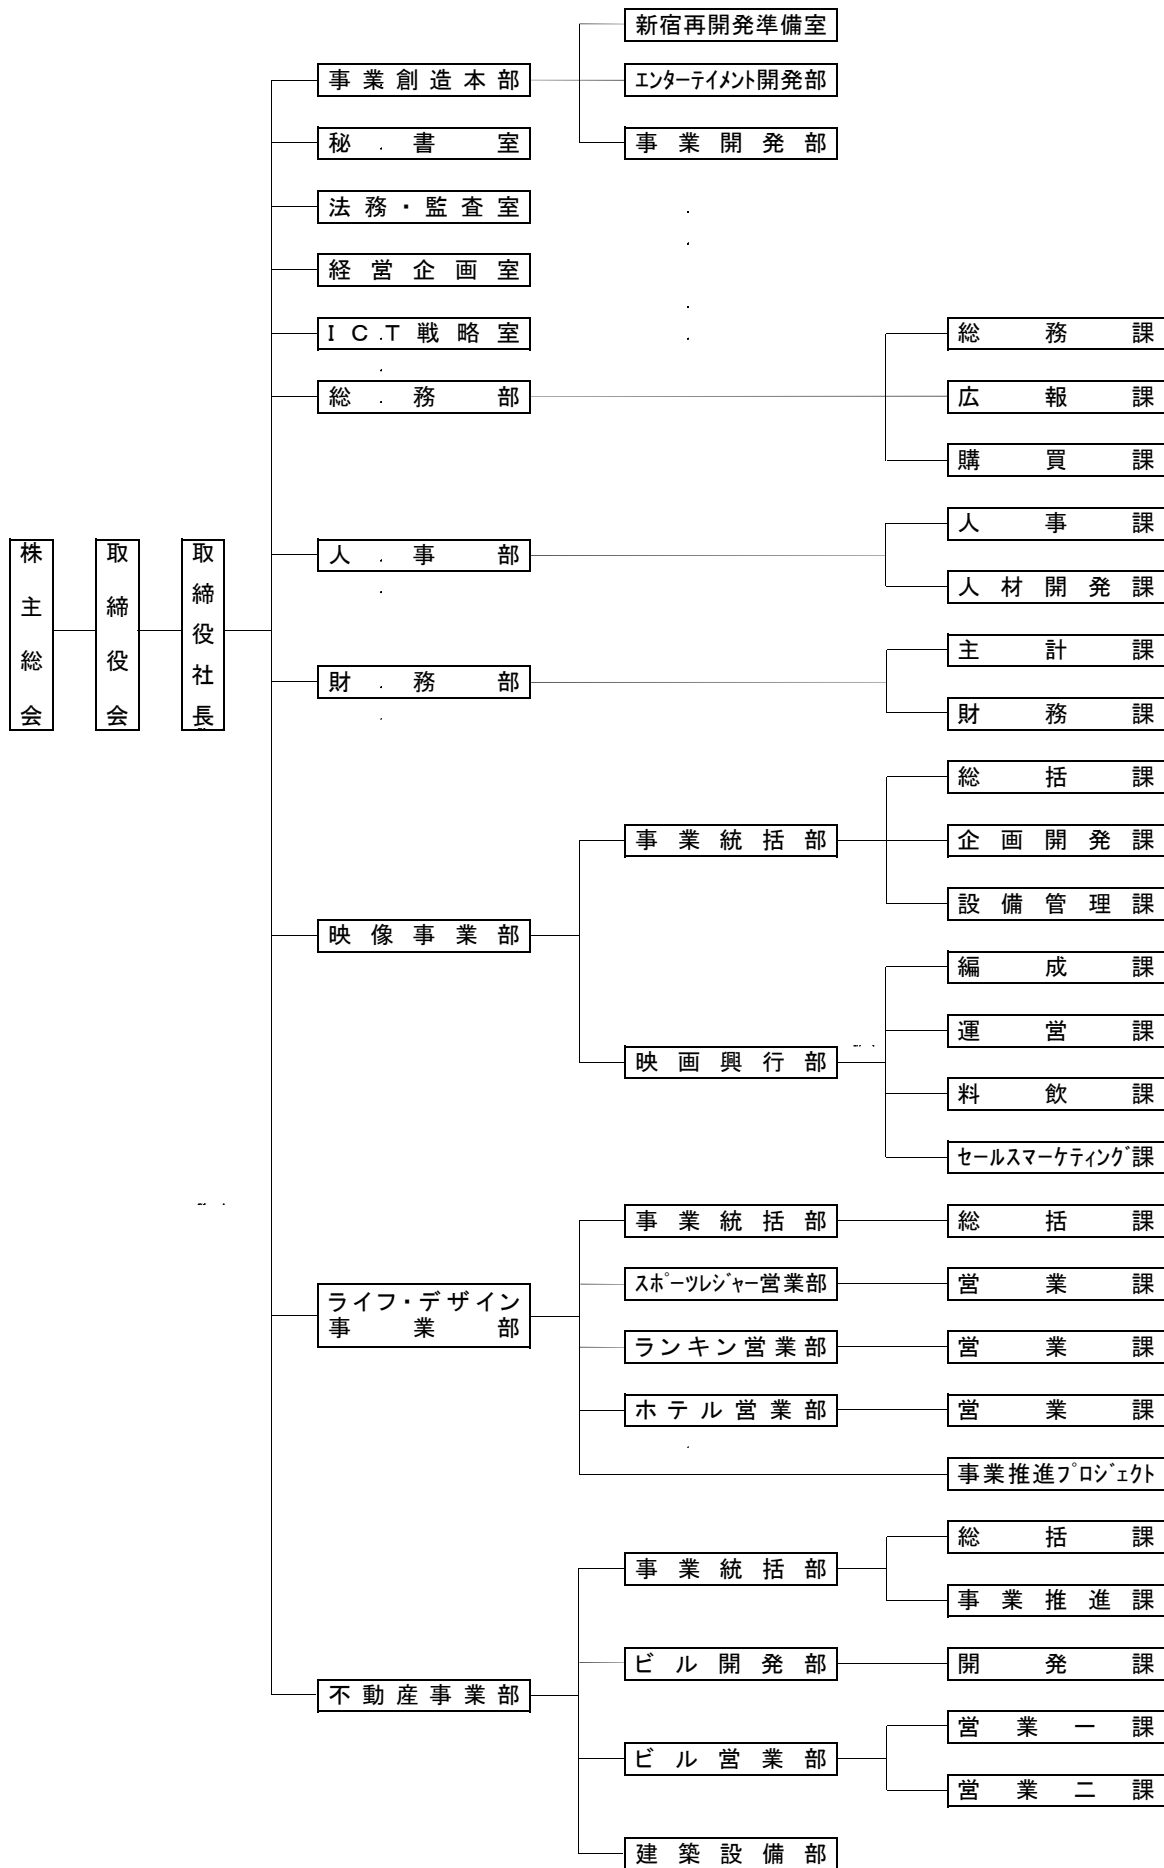 株主総会
取締役会
取締役社長
事業創造本部
新宿再開発準備室
エンターテイメント開発部
事業開発部
秘書室
法務・監査室
経営企画室
ICT戦略室
総務部
総務課
広報課
購買課
人事部
人事課
人材開発課
財務部
主計課
財務課
映像事業部
事業統括部
総括課
企画開発課
設備管理課
映画興行部
編成課
運営課
料飲課
セールスマーケティング課
ライフ・デザイン
事業部
事業統括部
総括課
スポーツレジャー営業部
営業課
ランキン営業部
営業課
ホテル営業部
営業課
事業推進プロジェクト
不動産事業部
事業統括部
総括課
事業推進課
ビル開発部
開発課
ビル営業部
営業一課
営業二課
建築設備部